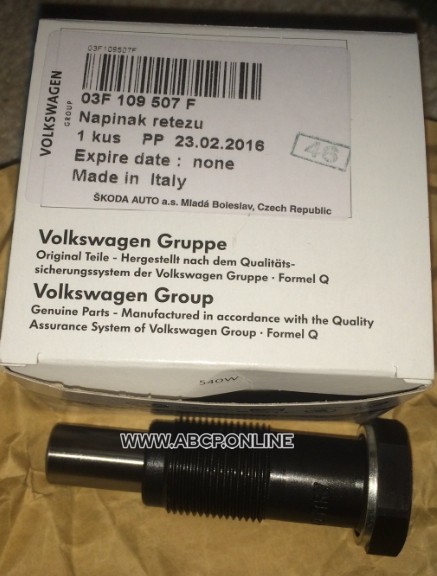 03F109507F
VOLKSWAGEN
GROUP
03F 109 507 F
Napinak retezu
1 kus PP 23.02.2016
46
Expire date : none
Made in Italy
ŠKODA AUTO a.s. Mladá Boleslav, Czech Republic
Volkswagen Gruppe
Original Teile - Hergestellt nach dem Qualitäts-
sicherungssystem der Volkswagen Gruppe · Formel Q
Volkswagen Group
Genuine Parts - Manufactured in accordance with the Quality
Assurance System of Volkswagen Group · Formel Q
540W
WWW.ABCP.ONLINE